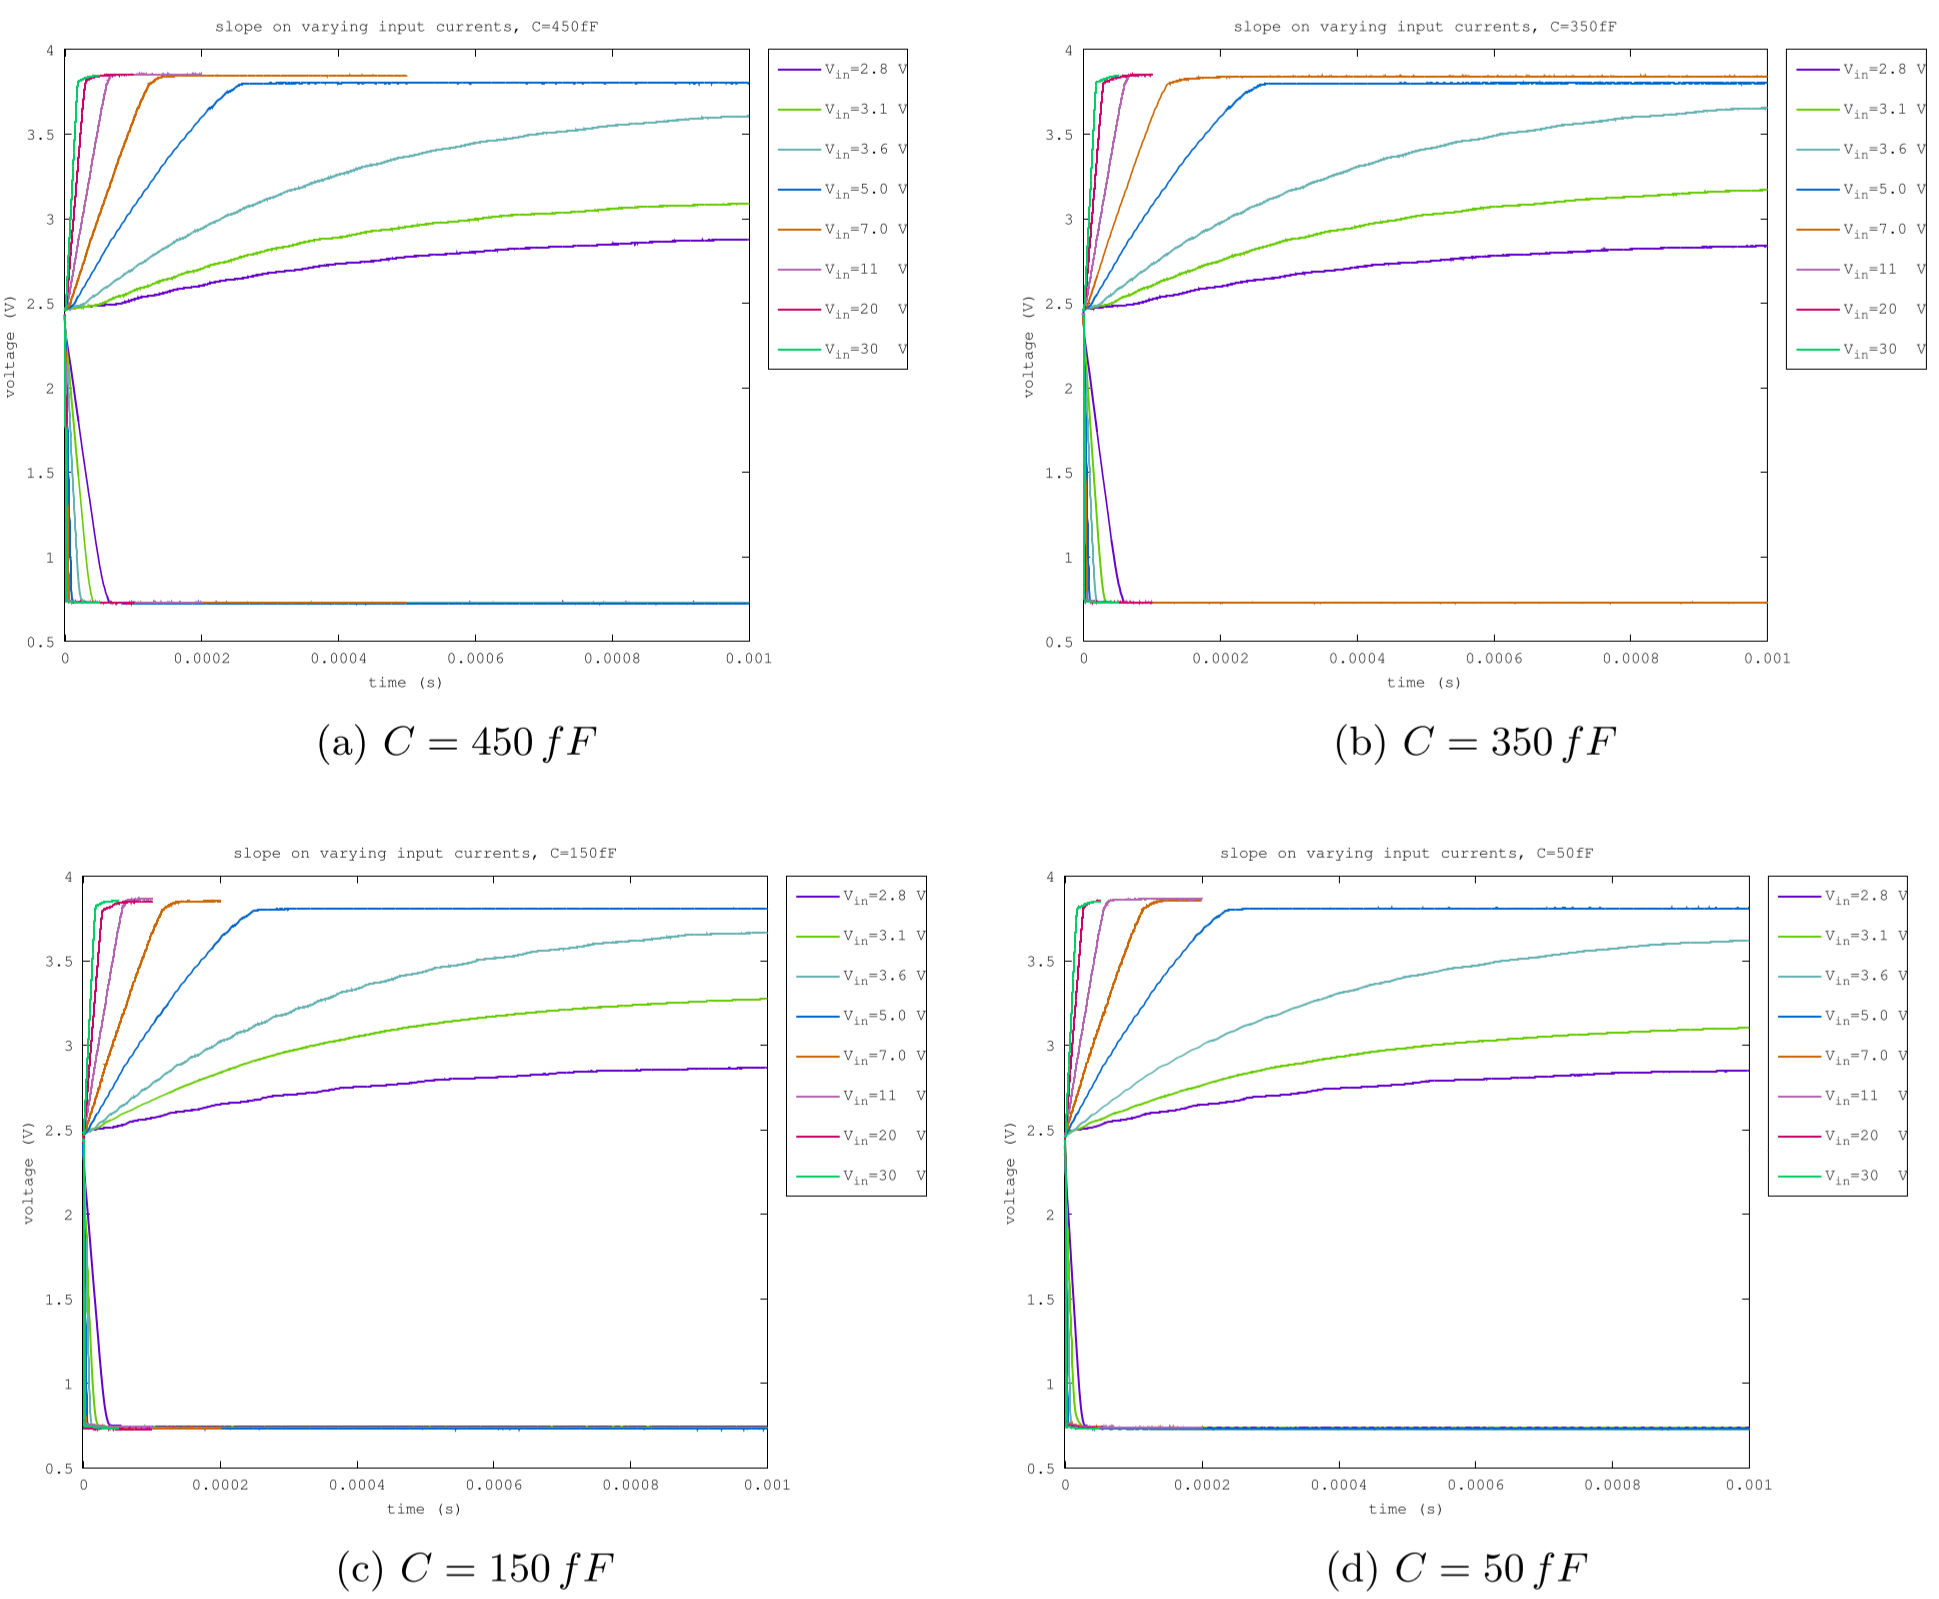 slope on varying input currents, C=450fF
4
3.5
3
2.5
2
1.5
1
0.5
voltage (V)
0 0.0002 0.0004 0.0006 0.0008 0.001
time (s)
Vin=2.8 V
Vin=3.1 V
Vin=3.6 V
Vin=5.0 V
Vin=7.0 V
Vin=11 V
Vin=20 V
Vin=30 V
(a) C = 450 fF
slope on varying input currents, C=350fF
4
3.5
3
2.5
2
1.5
1
0.5
voltage (V)
0 0.0002 0.0004 0.0006 0.0008 0.001
time (s)
Vin=2.8 V
Vin=3.1 V
Vin=3.6 V
Vin=5.0 V
Vin=7.0 V
Vin=11 V
Vin=20 V
Vin=30 V
(b) C = 350 fF
slope on varying input currents, C=150fF
4
3.5
3
2.5
2
1.5
1
0.5
voltage (V)
0 0.0002 0.0004 0.0006 0.0008 0.001
time (s)
Vin=2.8 V
Vin=3.1 V
Vin=3.6 V
Vin=5.0 V
Vin=7.0 V
Vin=11 V
Vin=20 V
Vin=30 V
(c) C = 150 fF
slope on varying input currents, C=50fF
4
3.5
3
2.5
2
1.5
1
0.5
voltage (V)
0 0.0002 0.0004 0.0006 0.0008 0.001
time (s)
Vin=2.8 V
Vin=3.1 V
Vin=3.6 V
Vin=5.0 V
Vin=7.0 V
Vin=11 V
Vin=20 V
Vin=30 V
(d) C = 50 fF